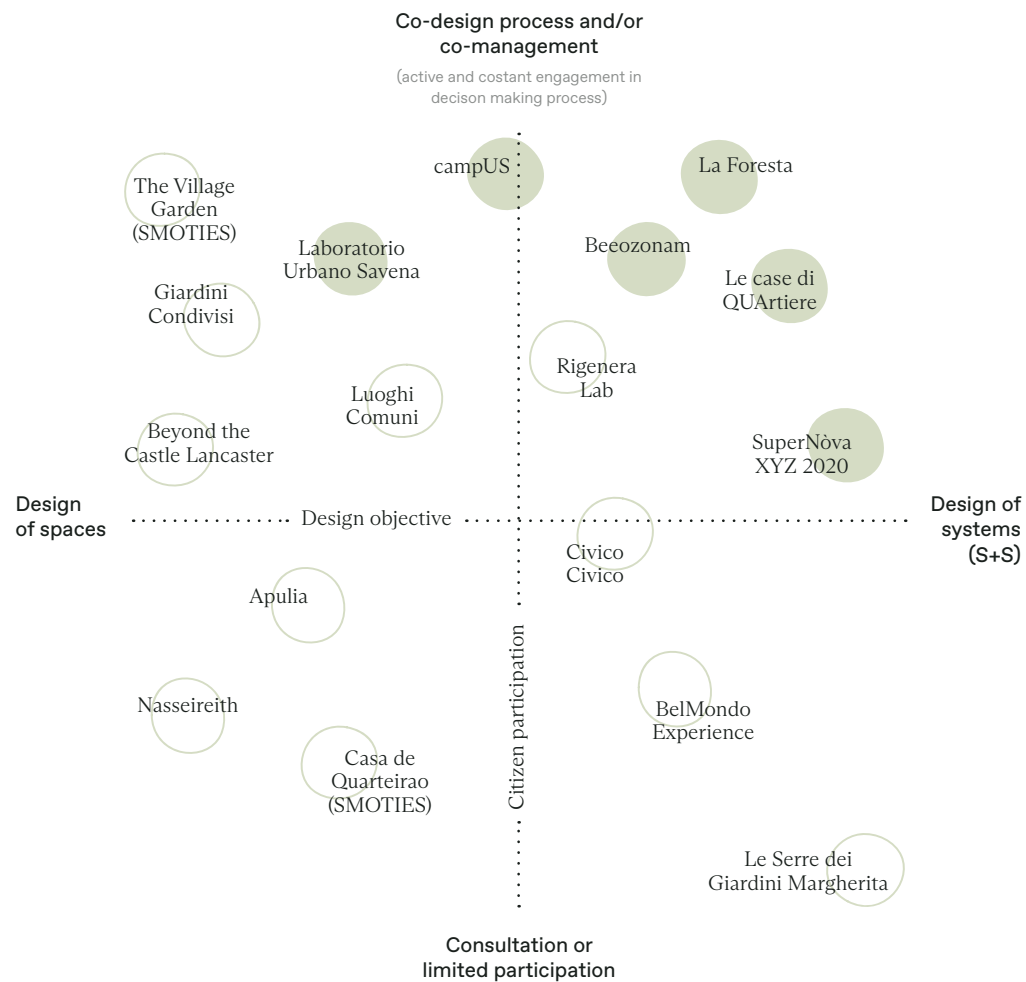 Co-design process and/or
co-management
(active and costant engagement in
decison making process)
campUS
La Foresta
The Village
Garden
(SMOTIES)
Laboratorio
Urbano Savena
Beeozonam
Le case di
QUArtiere
Giardini
Condivisi
Rigenera
Lab
Luoghi
Comuni
Beyond the
Castle Lancaster
SuperNòva
XYZ 2020
Design
of spaces
Design objective
Design of
systems
(S+S)
Civico
Civico
Apulia
Citizen participation
Nasseireith
BelMondo
Experience
Casa de
Quarteirao
(SMOTIES)
Le Serre dei
Giardini Margherita
Consultation or
limited participation